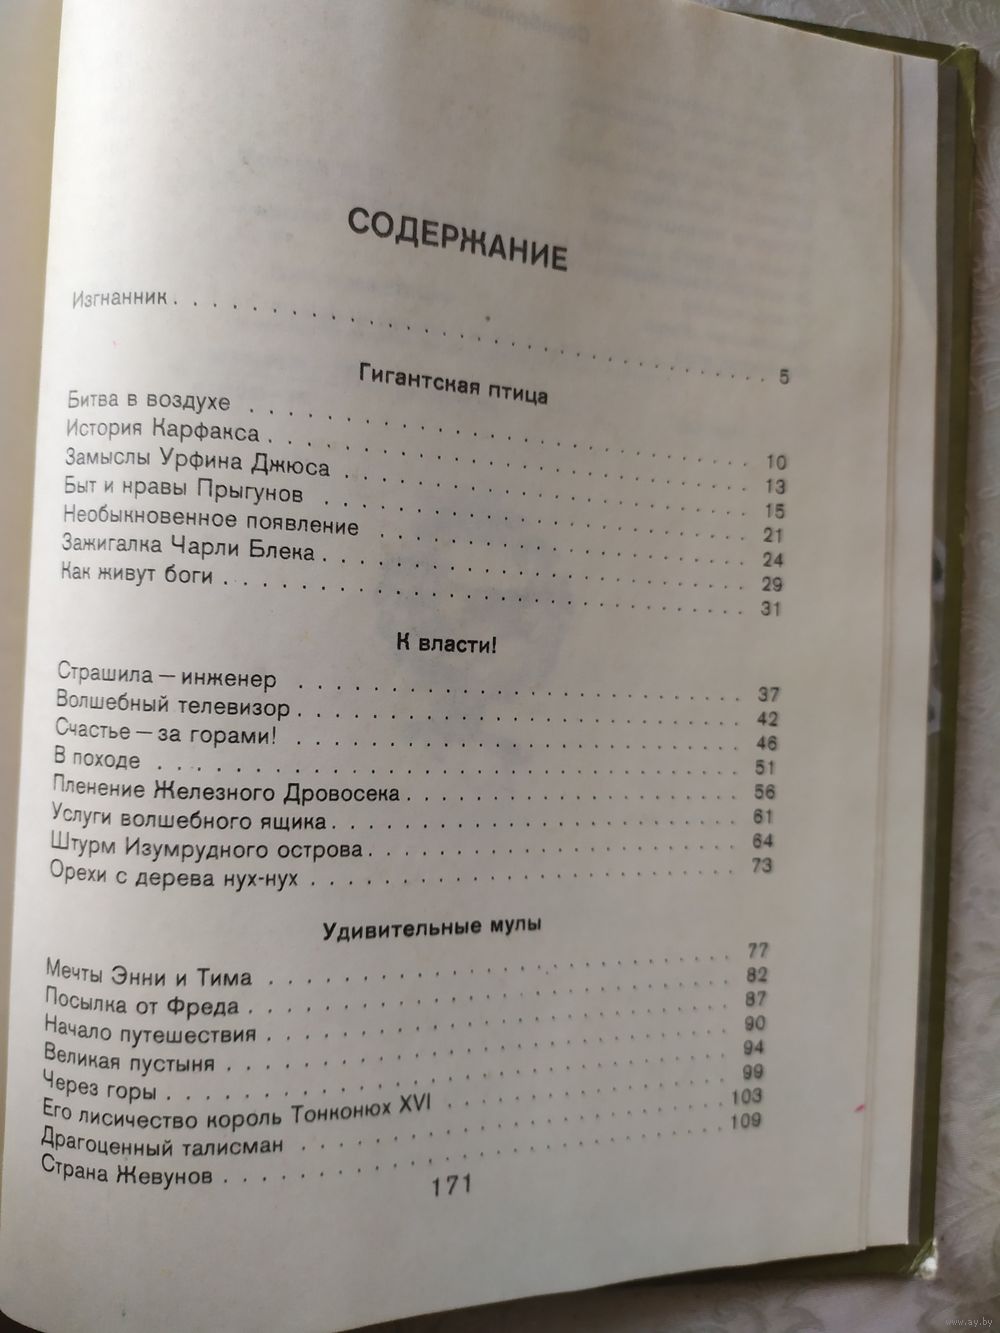 СОДЕРЖАНИЕ
Изгнанник . . . . . . . . . . 5
Гигантская птица
Битва в воздухе . . . . . . . . . . 10
История Карфакса . . . . . . . . . . 13
Замыслы Урфина Джюса . . . . . . . . . . 15
Быт и нравы Прыгунов . . . . . . . . . . 21
Необыкновенное появление . . . . . . . . . . 24
Зажигалка Чарли Блека . . . . . . . . . . 29
Как живут боги . . . . . . . . . . 31
К власти!
Страшила — инженер . . . . . . . . . . 37
Волшебный телевизор . . . . . . . . . . 42
Счастье — за горами! . . . . . . . . . . 46
В походе . . . . . . . . . . 51
Пленение Железного Дровосека . . . . . . . . . . 56
Услуги волшебного ящика . . . . . . . . . . 61
Штурм Изумрудного острова . . . . . . . . . . 64
Орехи с дерева нух-нух . . . . . . . . . . 73
Удивительные мулы
Мечты Энни и Тима . . . . . . . . . . 77
Посылка от Фреда . . . . . . . . . . 82
Начало путешествия . . . . . . . . . . 87
Великая пустыня . . . . . . . . . . 90
Через горы . . . . . . . . . . 94
Его лисичество король Тонконюх XVI . . . . . . . . . . 99
Драгоценный талисман . . . . . . . . . . 103
Страна Жевунов . . . . . . . . . . 109
171
www.ay.by